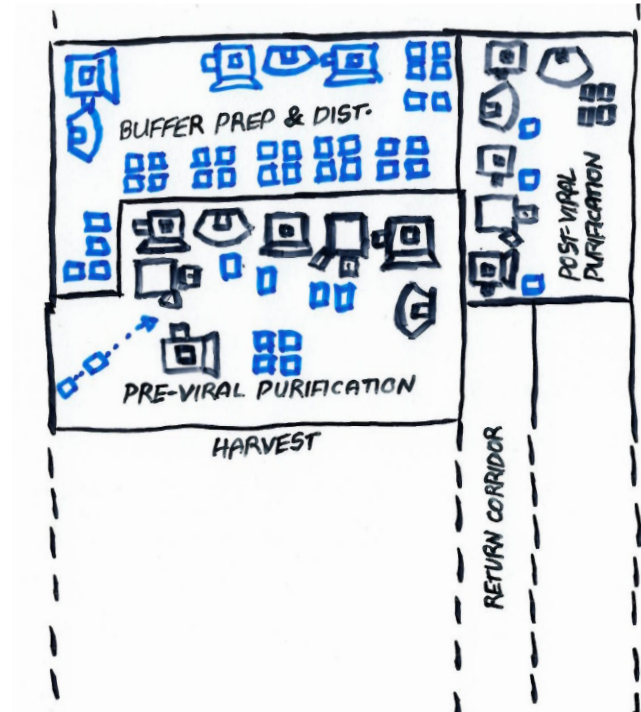 BUFFER PREP & DIST.
POST-VIRAL
PURIFICATION
PRE-VIRAL PURIFICATION
HARVEST
RETURN CORRIDOR